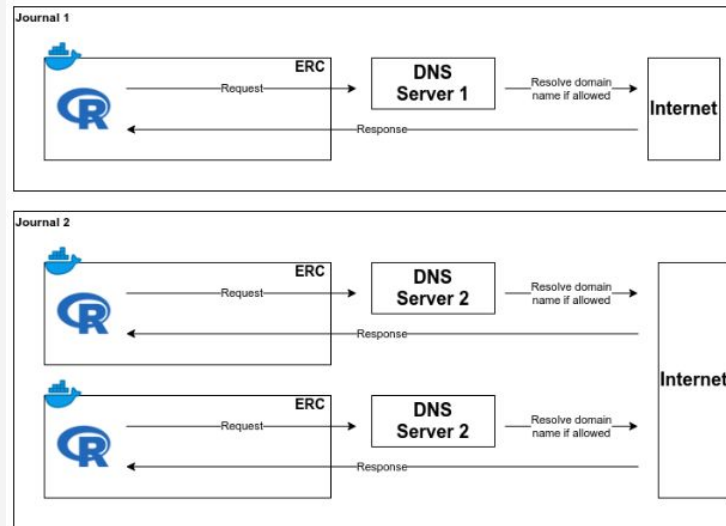 Journal 1
ERC
R
Request
DNS
Server 1
Resolve domain
name if allowed
Internet
Response
Journal 2
ERC
R
Request
DNS
Server 2
Resolve domain
name if allowed
Response
Internet
ERC
R
Request
DNS
Server 2
Resolve domain
name if allowed
Response